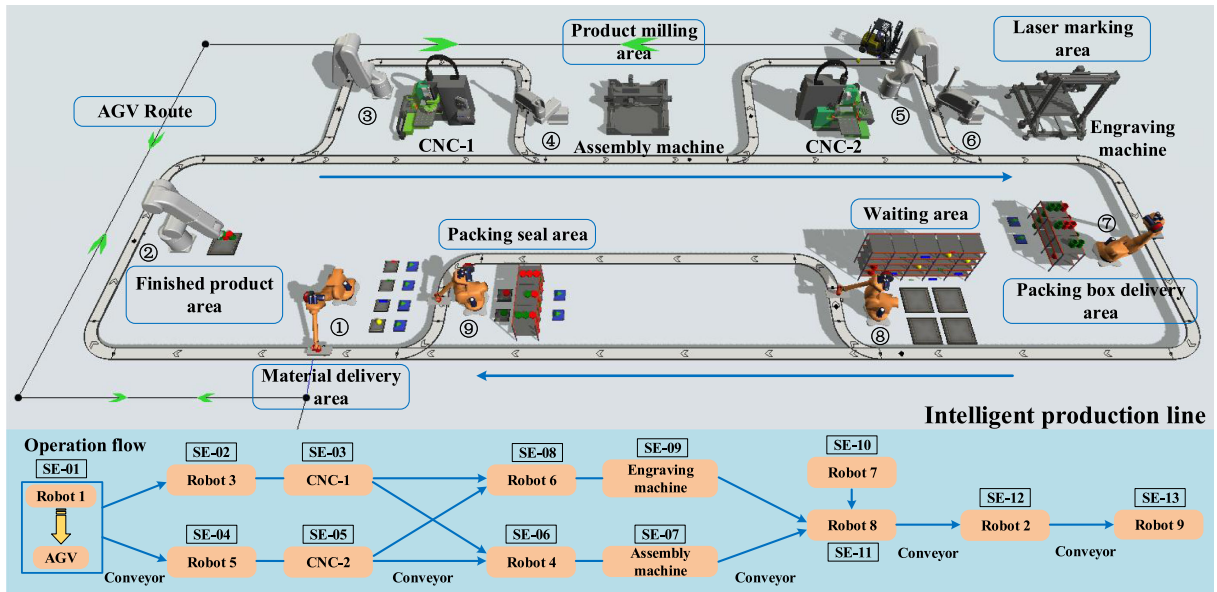 Product milling
area
Laser marking
area
AGV Route
③
CNC-1
④
Assembly machine
CNC-2
⑤
⑥
Engraving
machine
②
Finished product
area
①
Packing seal area
⑨
Waiting area
⑧
⑦
Packing box delivery
area
Material delivery
area
Intelligent production line
Operation flow
SE-01
Robot 1
AGV
Conveyor
SE-02
Robot 3
SE-03
CNC-1
SE-04
Robot 5
SE-05
CNC-2
Conveyor
SE-08
Robot 6
SE-09
Engraving
machine
SE-06
Robot 4
SE-07
Assembly
machine
Conveyor
SE-10
Robot 7
Robot 8
SE-11
Conveyor
SE-12
Robot 2
Conveyor
SE-13
Robot 9